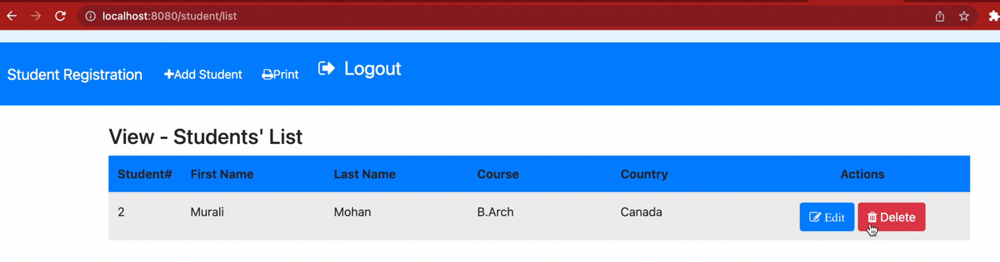 localhost:8080/student/list
Student Registration Add Student Print Logout
View - Students' List
Student# First Name Last Name Course Country Actions
2 Murali Mohan B.Arch Canada Edit Delete